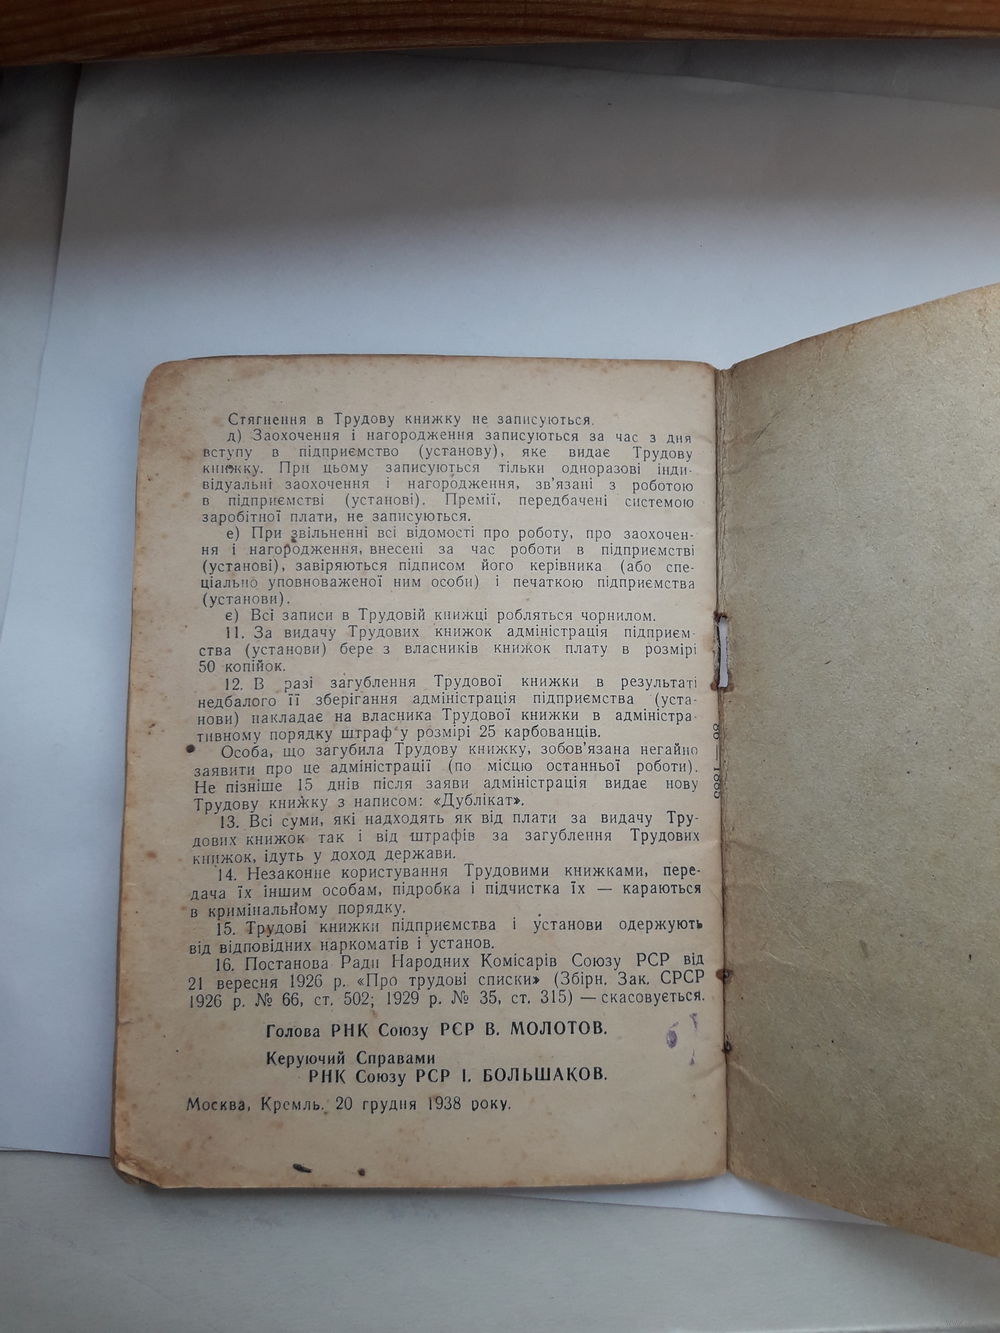 Стягнення в Трудову книжку не записуються.
д) Заохочення і нагородження записуються за час з дня
вступу в підприємство (установу), яке видає Трудову
книжку. При цьому записуються тільки одноразові інди-
відуальні заохочення і нагородження, зв'язані з роботою
в підприємстві (установі). Премії, передбачені системою
заробітної плати, не записуються.
е) При звільненні всі відомості про роботу, про заохочен-
ня і нагородження, внесені за час роботи в підприємстві
(установі), завіряються підписом його керівника (або спе-
ціально уповноваженої ним особи) і печаткою підприємства
(установи).
є) Всі записи в Трудовій книжці робляться чорнилом.
11. За видачу Трудових книжок адміністрація підприєм-
ства (установи) бере з власників книжок плату в розмірі
50 копійок.
12. В разі загублення Трудової книжки в результаті
недбалого її зберігання адміністрація підприємства (уста-
нови) накладає на власника Трудової книжки в адміністра-
тивному порядку штраф у розмірі 25 карбованців.
Особа, що загубила Трудову книжку, зобов'язана негайно
заявити про це адміністрації (по місцю останньої роботи).
Не пізніше 15 днів після заяви адміністрація видає нову
Трудову книжку з написом: «Дублікат».
13. Всі суми, які надходять як від плати за видачу Тру-
дових книжок так і від штрафів за загублення Трудових
книжок, ідуть у доход держави.
14. Незаконне користування Трудовими книжками, пере-
дача їх іншим особам, підробка і підчистка їх — караються
в кримінальному порядку.
15. Трудові книжки підприємства і установи одержують
від відповідних наркоматів і установ.
16. Постанова Ради Народних Комісарів Союзу РСР від
21 вересня 1926 р. «Про трудові списки» (Збірн. Зак. СРСР
1926 р. № 66, ст. 502; 1929 р. № 35, ст. 315) — скасовується.
Голова РНК Союзу РСР В. МОЛОТОВ.
Керуючий Справами
РНК Союзу РСР І. БОЛЬШАКОВ.
Москва, Кремль. 20 грудня 1938 року.